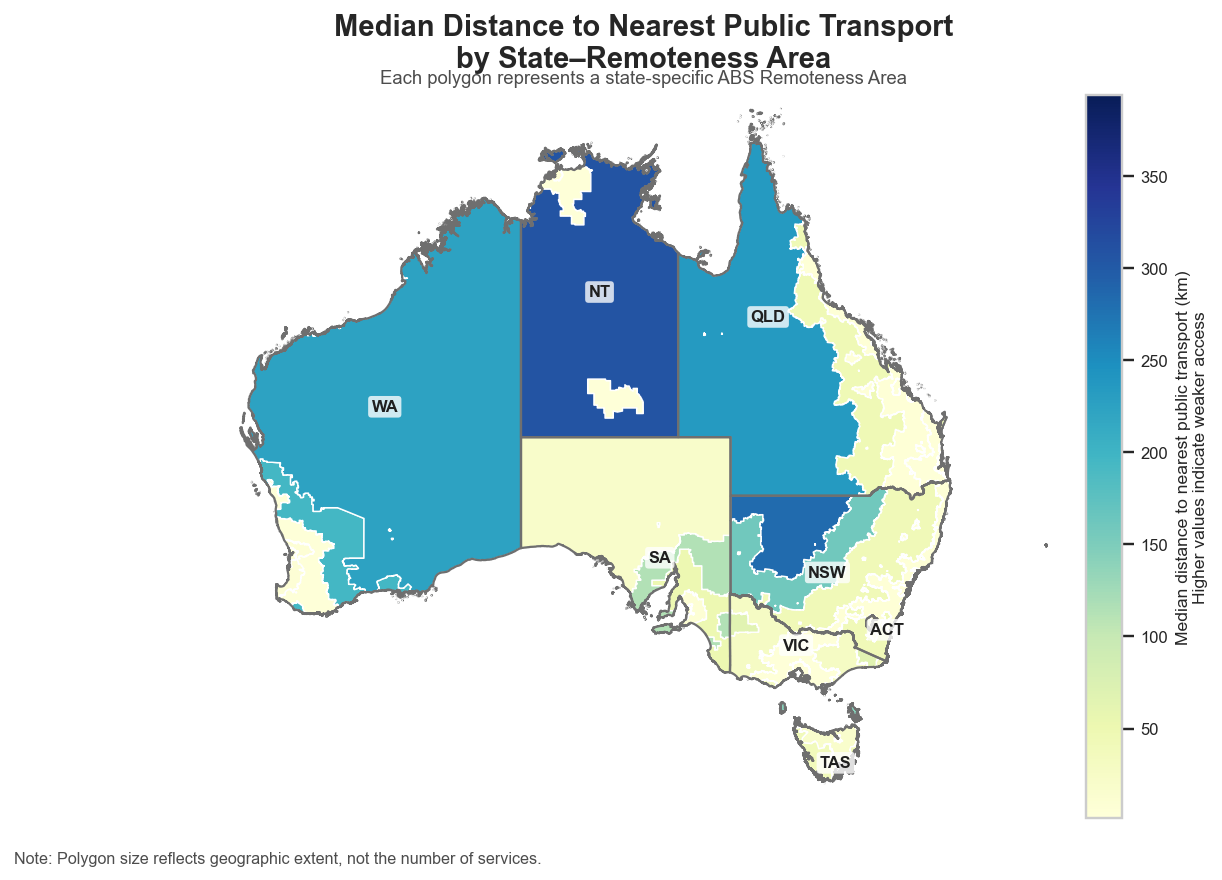 Median Distance to Nearest Public Transport
by State–Remoteness Area
Each polygon represents a state-specific ABS Remoteness Area
NT
QLD
WA
SA
NSW
ACT
VIC
TAS
350
300
250
200
150
100
50
Median distance to nearest public transport (km)
Higher values indicate weaker access
Note: Polygon size reflects geographic extent, not the number of services.